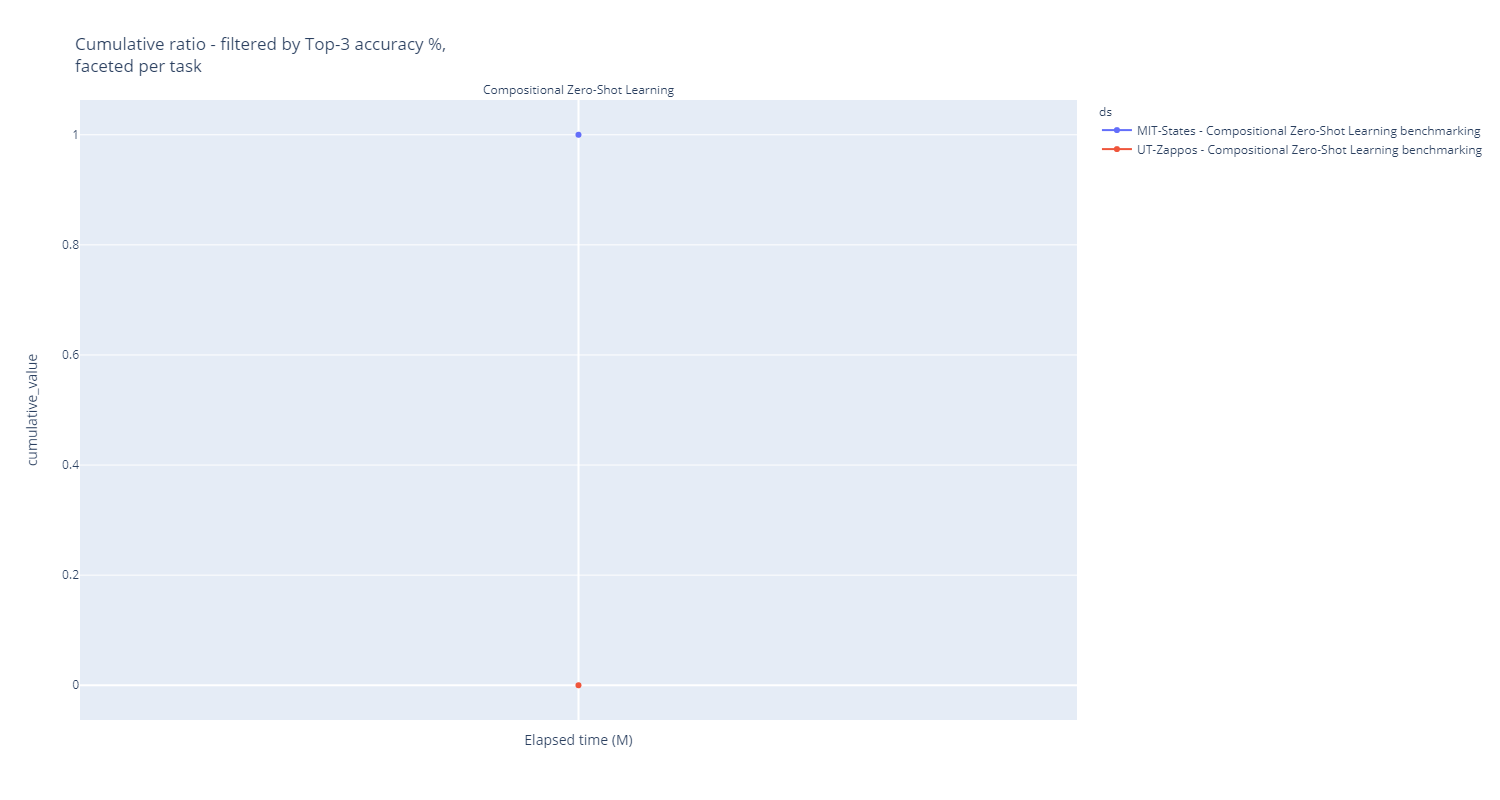 Cumulative ratio - filtered by Top-3 accuracy %,
faceted per task
Compositional Zero-Shot Learning
ds
MIT-States - Compositional Zero-Shot Learning benchmarking
UT-Zappos - Compositional Zero-Shot Learning benchmarking
1
0.8
0.6
0.4
0.2
0
cumulative_value
Elapsed time (M)